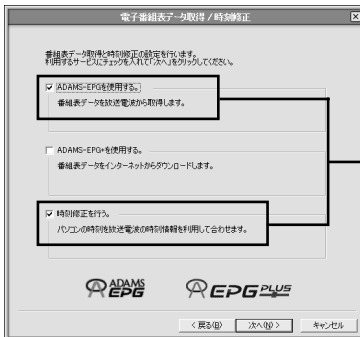 電子番組表データ取得／時刻修正
番組表データ取得と時刻修正の設定を行います。
利用するサービスにチェックを入れて「次へ」をクリックしてください。
ADAMS-EPGを使用する。
番組表データを放送電波から取得します。
ADAMS-EPG+を使用する。
番組表データをインターネットからダウンロードします。
時刻修正を行う。
パソコンの時刻を放送電波の時刻情報を利用して合わせます。
ADAMS
EPG
EPG PLUS
< 戻る(B)
次へ(N) >
キャンセル